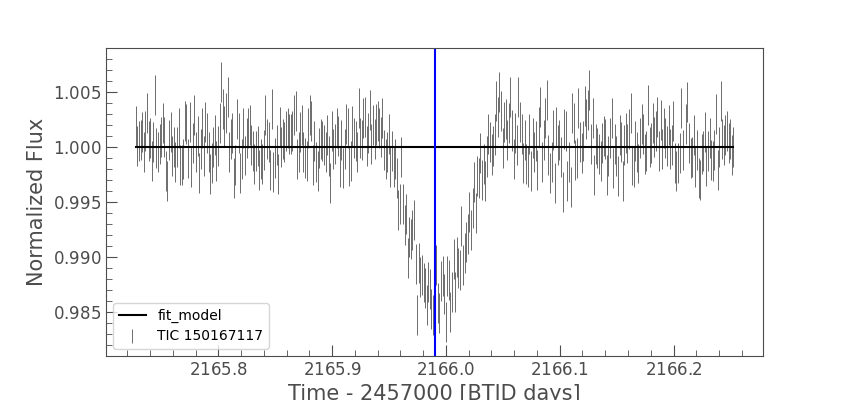 1.005
1.000
0.995
0.990
0.985
Normalized Flux
fit_model
TIC 150167117
2165.8 2165.9 2166.0 2166.1 2166.2
Time - 2457000 [BTJD days]